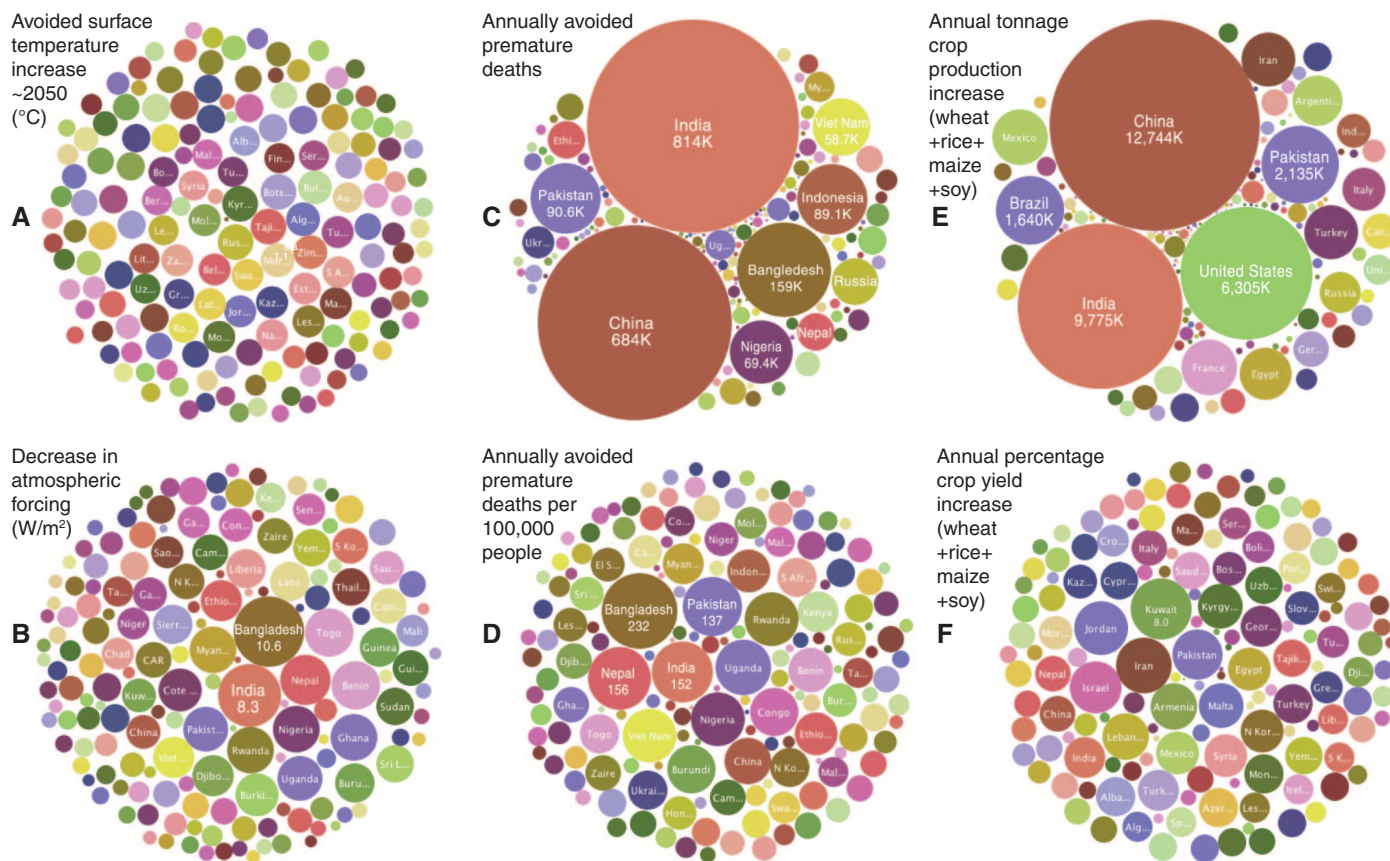 Avoided surface
temperature
increase
~2050
(°C)
A
Alb...
Mal...
Fin...
Ser...
Bo...
Tu...
Syria
Bots...
Bul...
Ber...
Kyr...
Au...
Mol...
Alg...
Le...
Rus...
Taji...
Tu...
1.1
Zim...
Mor...
Lit...
Za...
Bel...
Swa...
S A...
Uz...
Gr...
Est...
Lat...
Kaz...
Ma...
Jor...
Ro...
Les...
Mo...
Na...
Annually avoided
premature
deaths
C
India
814K
My...
Viet Nam
58.7K
Ethi...
Pakistan
90.6K
Indonesia
89.1K
Ukr...
Ug...
Bangledesh
159K
Russia
China
684K
Nigeria
69.4K
Nepal
Annual tonnage
crop
production
increase
(wheat
+rice+
maize
+soy)
E
Iran
China
12,744K
Argenti...
Mexico
Ind...
Pakistan
2,135K
Brazil
1,640K
Italy
Turkey
Can...
United States
6,305K
Uni...
India
9,775K
Russia
Ger...
France
Egypt
Decrease in
atmospheric
forcing
(W/m²)
B
Ke...
Ga...
Con...
Sen...
Zaire
Sao...
Cam...
Yem...
S Ko...
Liberia
Sau...
Ta...
Ga...
N K...
Ethio...
Laos
Thail...
Cam...
Niger
Sierr...
Bangladesh
10.6
Togo
Mali
Chad
CAR
Myan...
Guinea
Gui...
Kuw...
Cote ...
India
8.3
Nepal
Benin
Sudan
China
Pakist...
Nigeria
Ghana
Viet ...
Rwanda
Djibo...
Uganda
Buru...
Sri L...
Burki...
Annually avoided
premature
deaths per
100,000
people
D
Co...
Mol...
Niger
Mal...
Ca...
El S...
Myan...
Indon...
S Afr...
Sri ...
Bangladesh
232
Pakistan
137
Kenya
Les...
Rwanda
Rus...
Djib...
Nepal
156
India
152
Uganda
Benin
Ta...
Gha...
Bur...
Nigeria
Congo
Togo
Viet Nam
Ethio...
Zaire
Burundi
China
N Ko...
Mal...
Ukrai...
Cam...
Swa...
Hon...
Annual percentage
crop yield
increase
(wheat
+rice+
maize
+soy)
F
Ma...
Ser...
Cro...
Italy
Boli...
Saud...
Bos...
Por...
Kaz...
Cypr...
Uzb...
Swi...
Kuwait
8.0
Kyrgy...
Slov...
Mor...
Jordan
Geor...
Tu...
Nepal
Iran
Pakistan
Egypt
Tajik...
Dji...
Israel
Gre...
China
Armenia
Malta
Turkey
Lib...
Leban...
N Kor...
India
Mexico
Syria
Yem...
S K...
Mon...
Alba...
Turk...
Irel...
Azer...
Les...
Alg...
Sp...